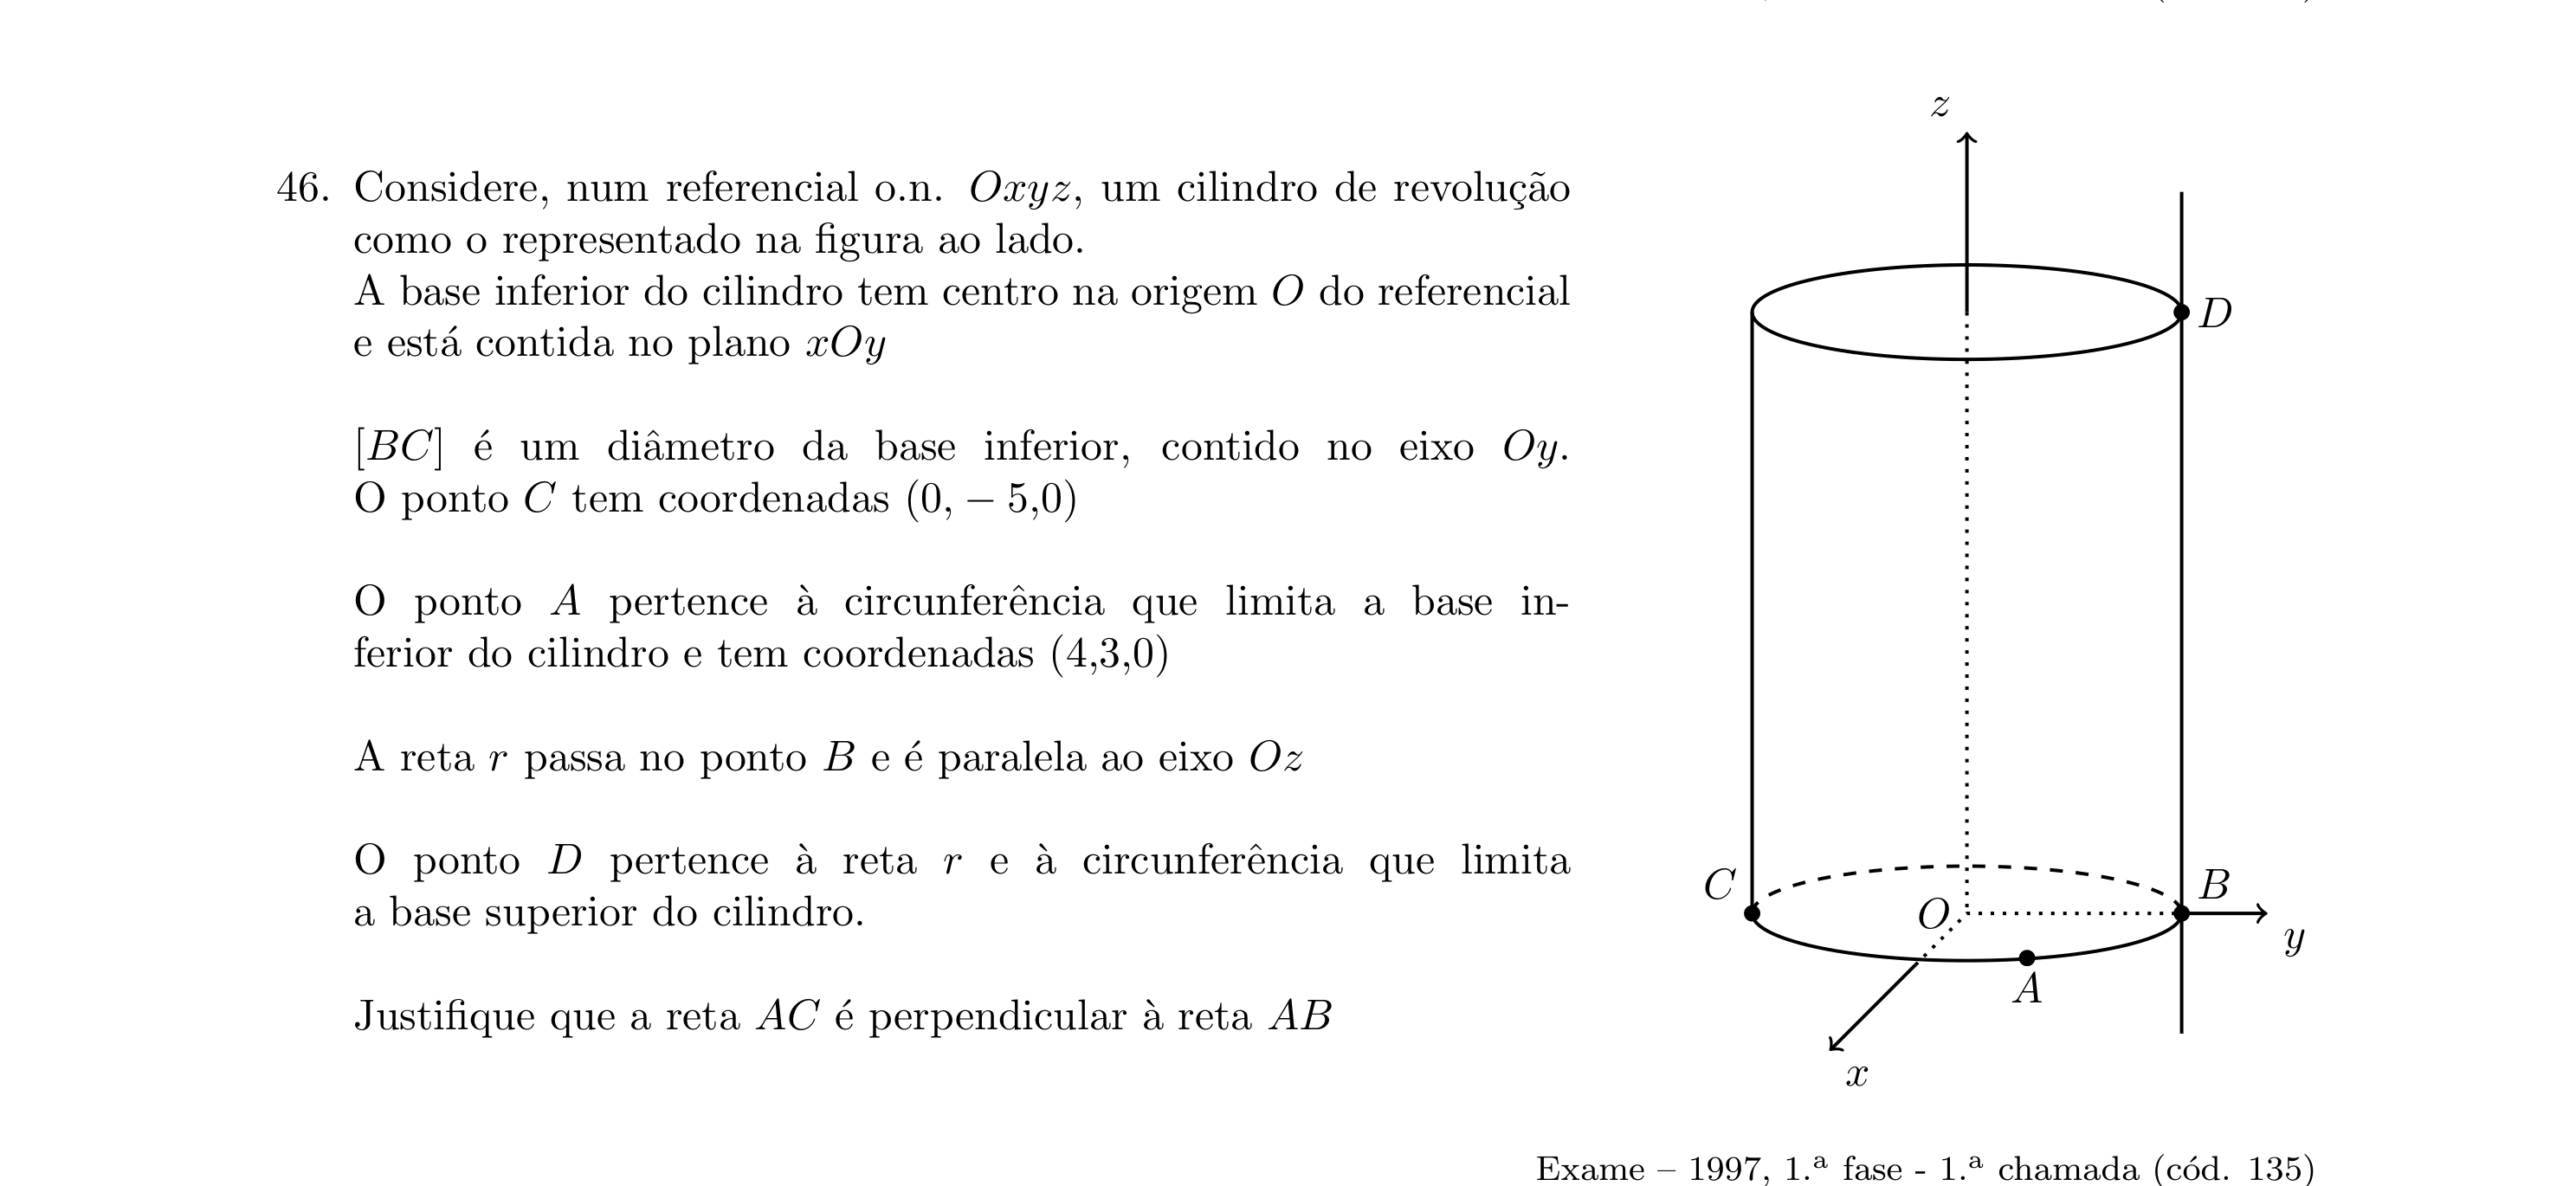 46. Considere, num referencial o.n. Oxyz, um cilindro de revolução
como o representado na figura ao lado.
A base inferior do cilindro tem centro na origem O do referencial
e está contida no plano xOy
[BC] é um diâmetro da base inferior, contido no eixo Oy.
O ponto C tem coordenadas (0, − 5,0)
O ponto A pertence à circunferência que limita a base in-
ferior do cilindro e tem coordenadas (4,3,0)
A reta r passa no ponto B e é paralela ao eixo Oz
O ponto D pertence à reta r e à circunferência que limita
a base superior do cilindro.
Justifique que a reta AC é perpendicular à reta AB
z
D
C
B
O
y
A
x
Exame – 1997, 1.ª fase - 1.ª chamada (cód. 135)